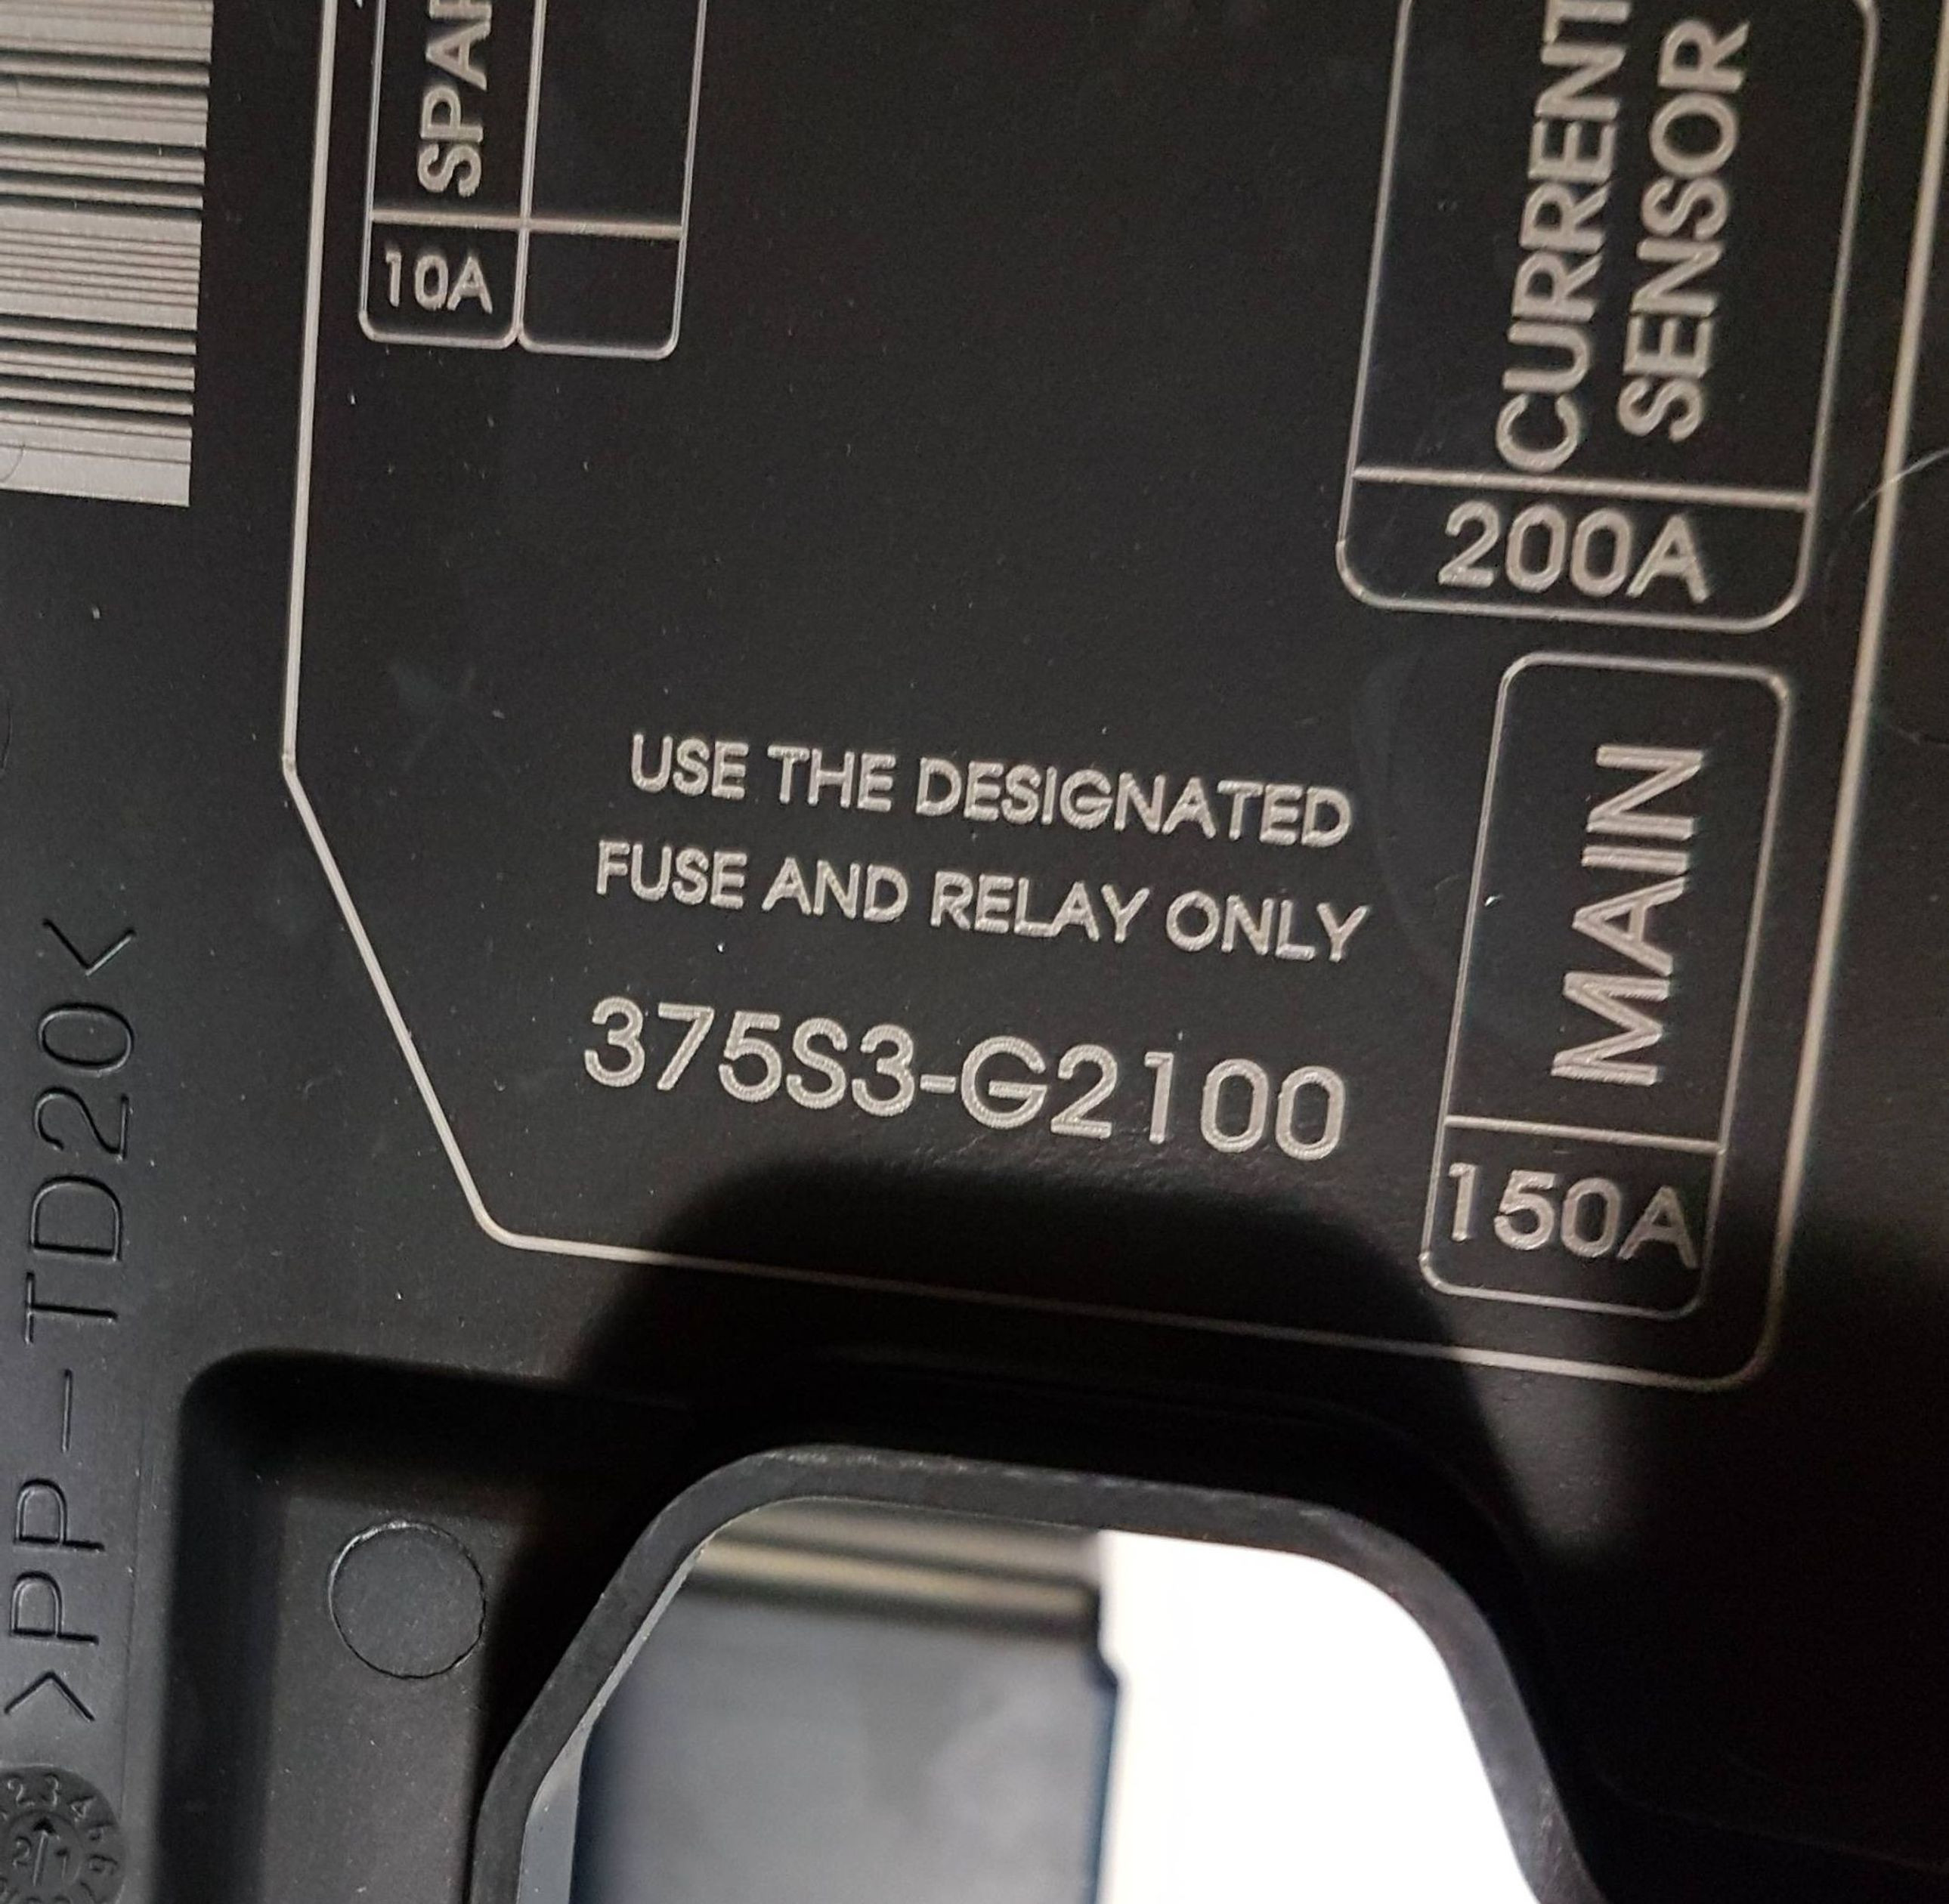 10A
CURRENT
SENSOR
200A
USE THE DESIGNATED
FUSE AND RELAY ONLY
375S3-G2100
MAIN
150A
>PP-TD20<